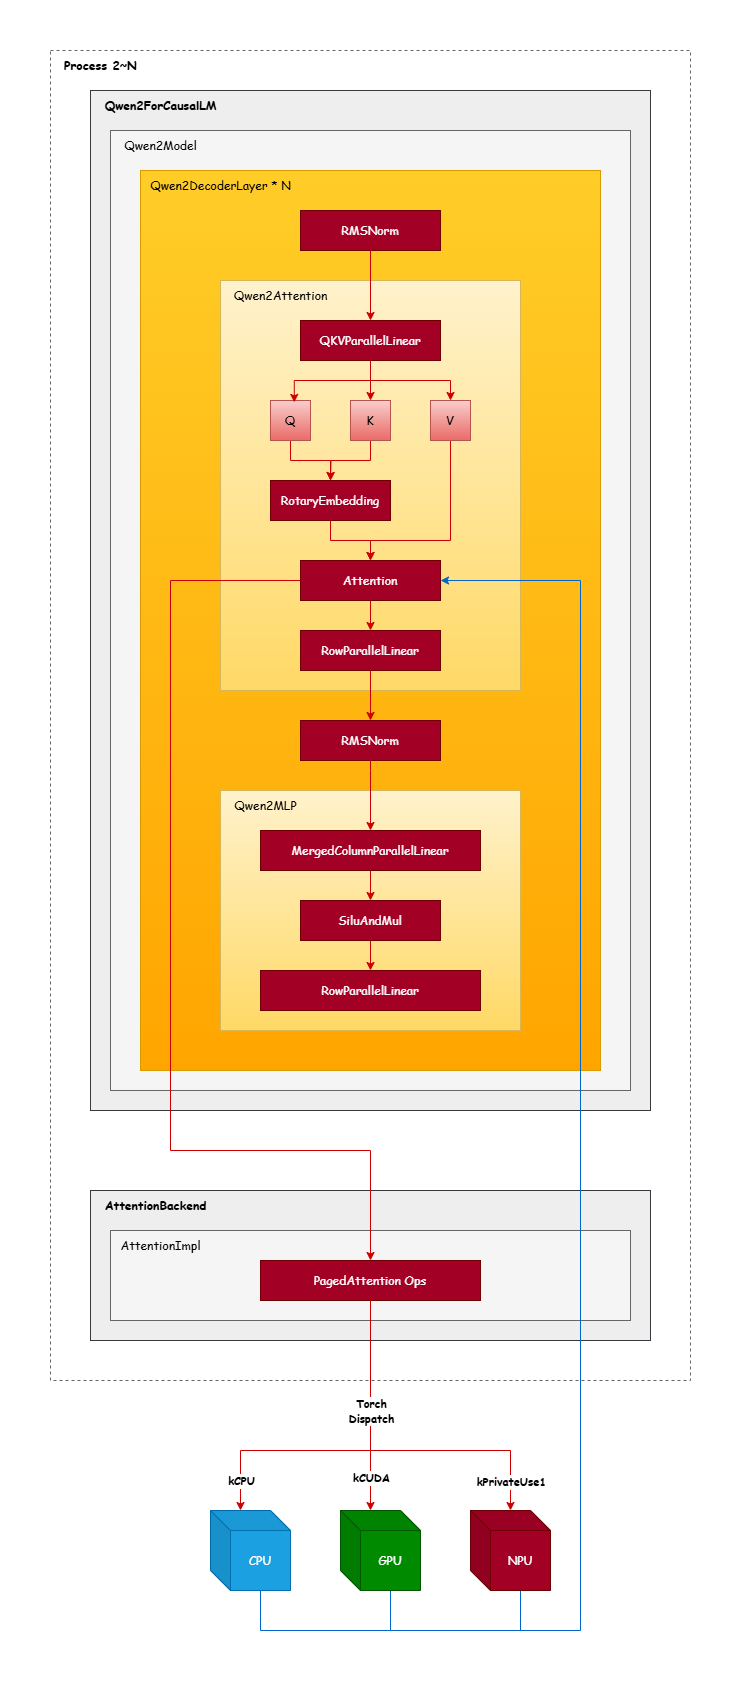 Process 2~N
Qwen2ForCausalLM
Qwen2Model
Qwen2DecoderLayer * N
RMSNorm
Qwen2Attention
QKVParallelLinear
Q
K
V
RotaryEmbedding
Attention
RowParallelLinear
RMSNorm
Qwen2MLP
MergedColumnParallelLinear
SiluAndMul
RowParallelLinear
AttentionBackend
AttentionImpl
PagedAttention Ops
Torch
Dispatch
kCPU
kCUDA
kPrivateUse1
CPU
GPU
NPU